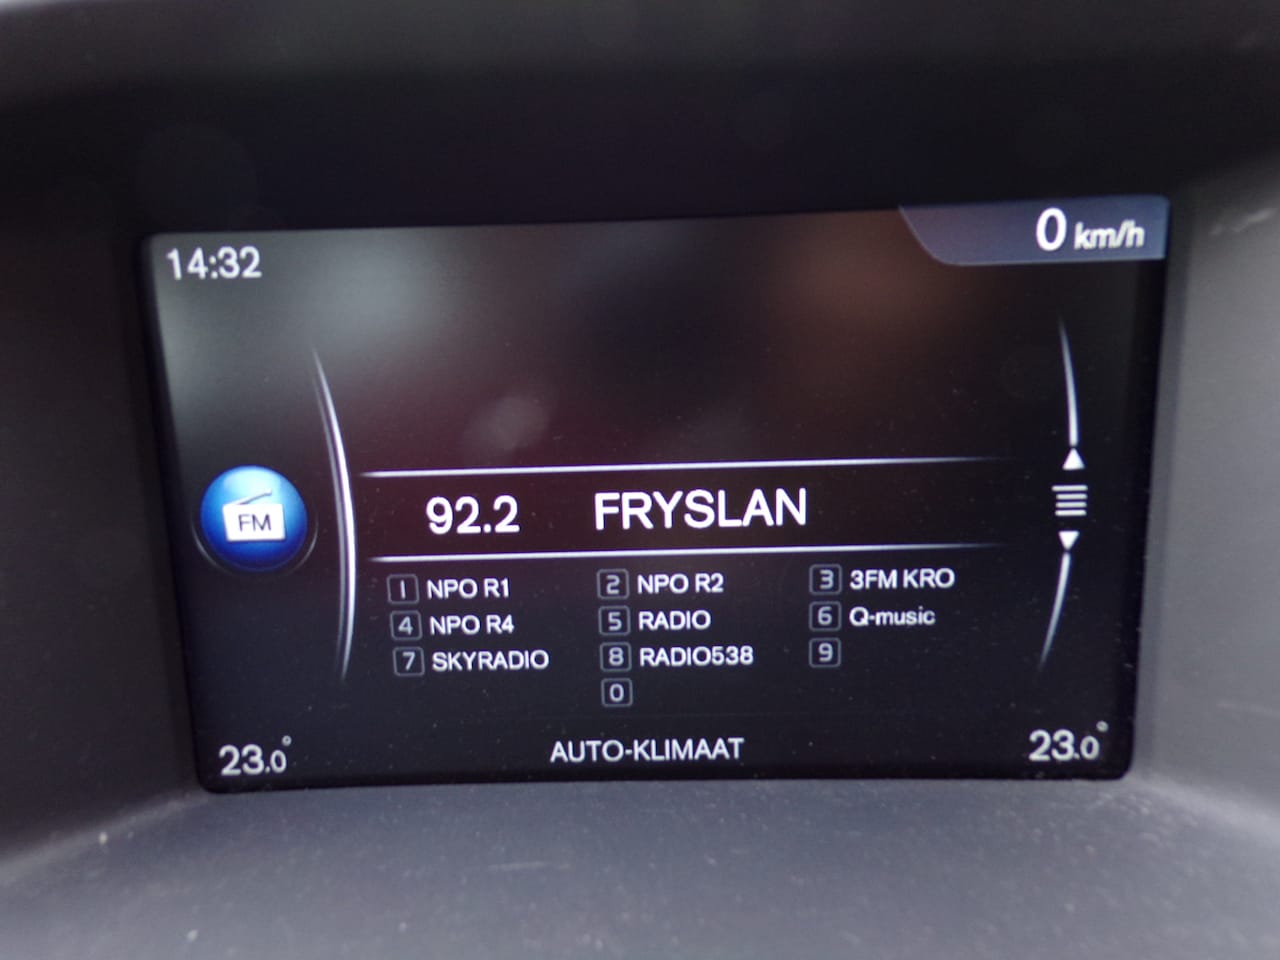 14:32
0 km/h
FM
92.2 FRYSLAN
1 NPO R1 2 NPO R2 3 3FM KRO
4 NPO R4 5 RADIO 6 Q-music
7 SKYRADIO 8 RADIO538 9
0
23.0° AUTO-KLIMAAT 23.0°